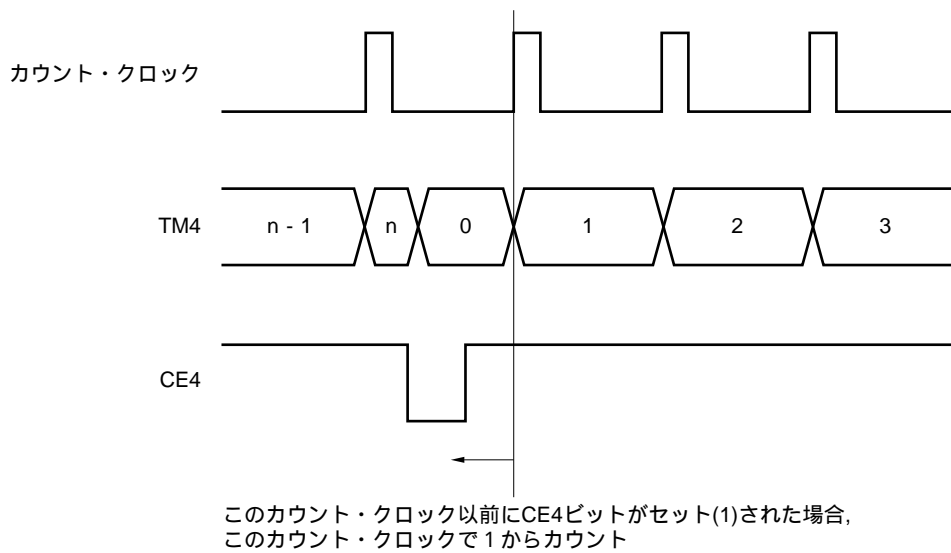 カウント・クロック
TM4
n - 1
n
0
1
2
3
CE4
このカウント・クロック以前にCE4ビットがセット(1)された場合,
このカウント・クロックで1からカウント